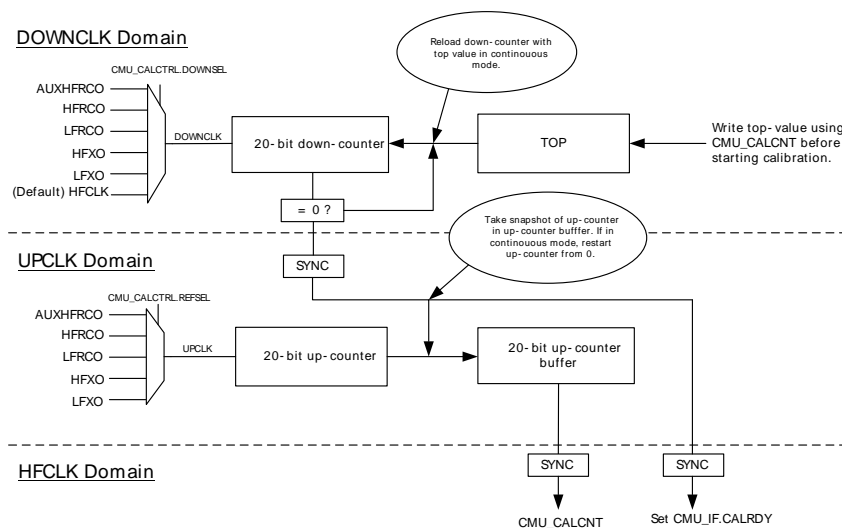 DOWNCLK Domain
CMU_CALCTRL.DOWNSEL
AUXHFRCO
HFRCO
LFRCO
HFXO
LFXO
(Default) HFCLK
DOWNCLK
20-bit down-counter
Reload down-counter with
top value in continouous
mode.
TOP
Write top-value using
CMU_CALCNT before
starting calibration.
= 0 ?
SYNC
Take snapshot of up-counter
in up-counter bufffer. If in
continouous mode, restart
up-counter from 0.
UPCLK Domain
CMU_CALCTRL.REFSEL
AUXHFRCO
HFRCO
LFRCO
HFXO
LFXO
UPCLK
20-bit up-counter
20-bit up-counter
buffer
HFCLK Domain
SYNC
SYNC
CMU_CALCNT
Set CMU_IF.CALRDY